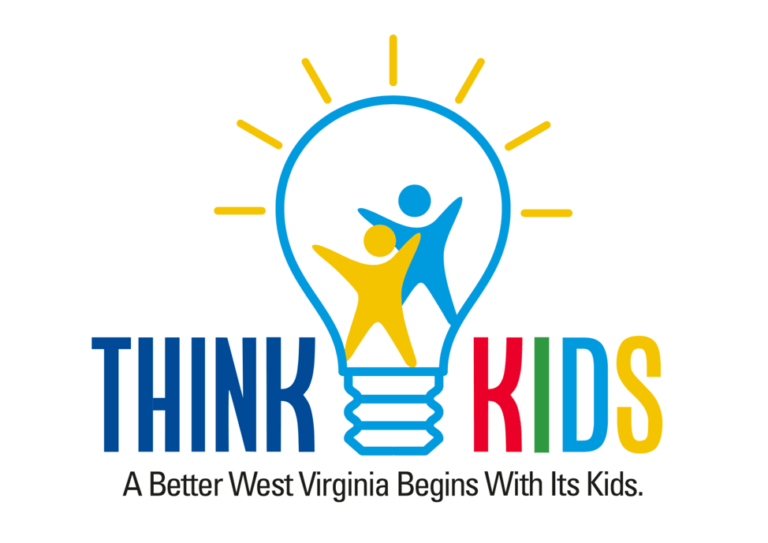 THINK KIDS
A Better West Virginia Begins With Its Kids.